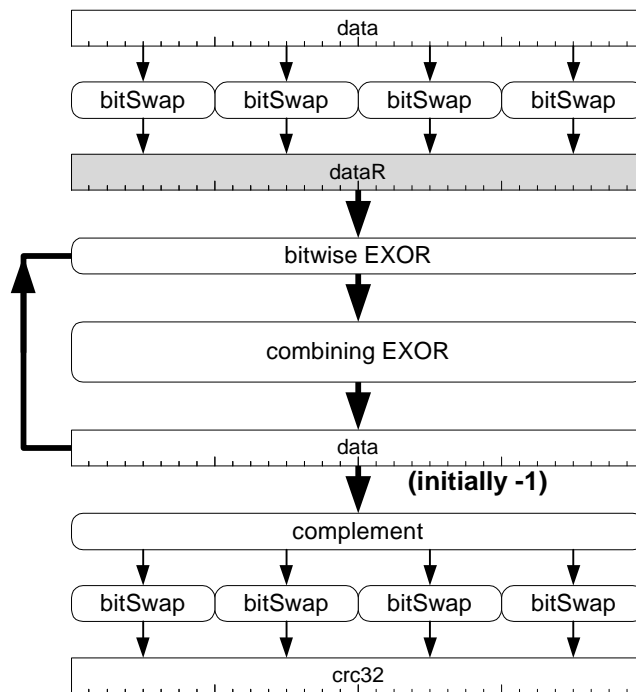 data
bitSwap bitSwap bitSwap bitSwap
dataR
bitwise EXOR
combining EXOR
data
(initially -1)
complement
bitSwap bitSwap bitSwap bitSwap
crc32